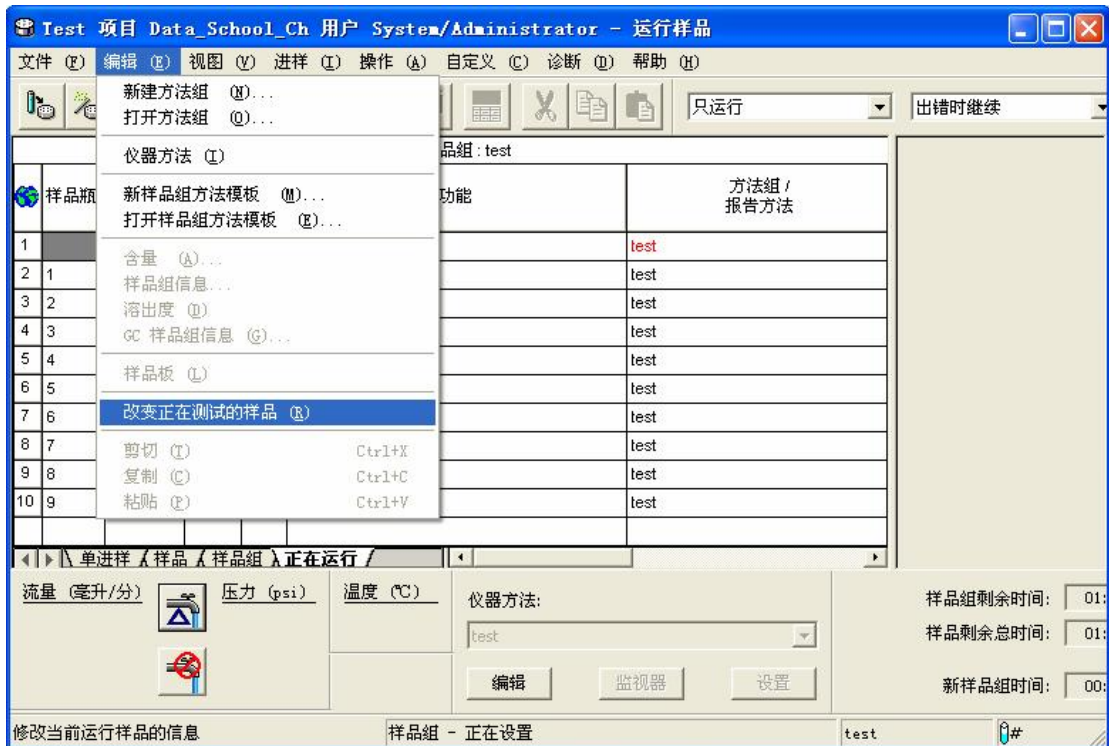 Test 项目 Data_School_Ch 用户 System/Administrator - 运行样品
文件 (F) 编辑 (E) 视图 (V) 进样 (I) 操作 (A) 自定义 (C) 诊断 (D) 帮助 (H)
只运行 出错时继续
新建方法组 (N)...
打开方法组 (O)...
仪器方法 (I)
新样品组方法模板 (M)...
打开样品组方法模板 (E)...
含量 (A)...
样品组信息...
溶出度 (D)
GC 样品组信息 (G)...
样品板 (L)
改变正在测试的样品 (R)
剪切 (T) Ctrl+X
复制 (C) Ctrl+C
粘贴 (P) Ctrl+V
品组: test
样品瓶 功能 方法组 /
报告方法
1 test
2 1 test
3 2 test
4 3 test
5 4 test
6 5 test
7 6 test
8 7 test
9 8 test
10 9 test
单进样 样品 样品组 正在运行
流量 (毫升/分) 压力 (psi) 温度 (℃)
仪器方法:
test
编辑 监视器 设置
样品组剩余时间: 01:
样品剩余总时间: 01:
新样品组时间: 00:
修改当前运行样品的信息 样品组 - 正在设置 test #